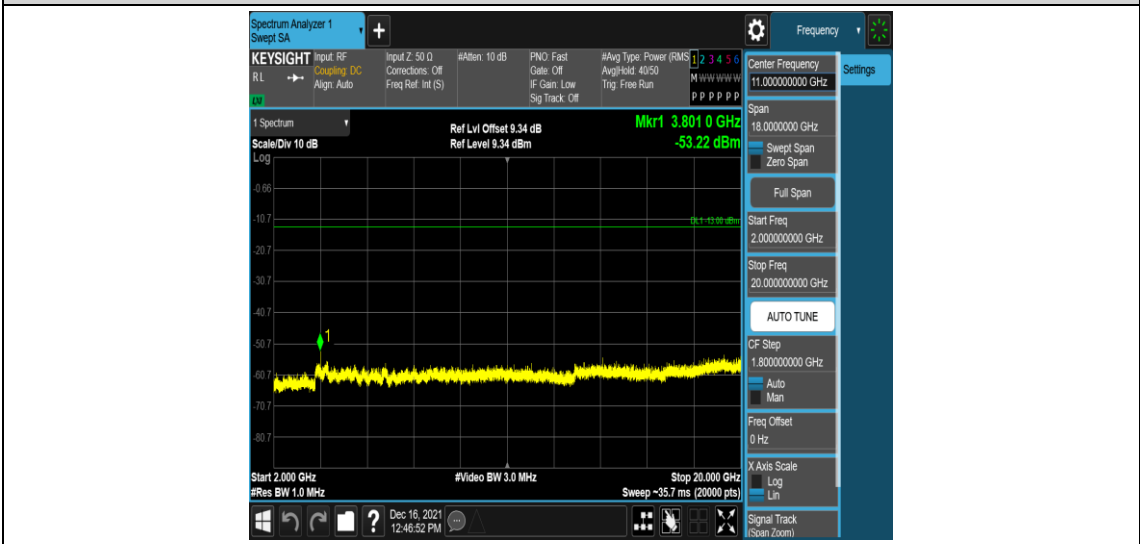 Spectrum Analyzer 1
Swept SA
+
Frequency
KEYSIGHT
RL
LXI
Input: RF
Coupling: DC
Align: Auto
Input Z: 50 Ω
Corrections: Off
Freq Ref: Int (S)
#Atten: 10 dB
PNO: Fast
Gate: Off
IF Gain: Low
Sig Track: Off
#Avg Type: Power (RMS
Avg|Hold: 40/50
Trig: Free Run
1 2 3 4 5 6
M W W W W W
P P P P P P
1 Spectrum
Scale/Div 10 dB
Log
Ref Lvl Offset 9.34 dB
Ref Level 9.34 dBm
Mkr1 3.801 0 GHz
-53.22 dBm
-0.66
-10.7
DL1 -13.00 dBm
-20.7
-30.7
-40.7
-50.7
1
-60.7
-70.7
-80.7
Start 2.000 GHz
#Res BW 1.0 MHz
#Video BW 3.0 MHz
Stop 20.000 GHz
Sweep ~35.7 ms (20000 pts)
Dec 16, 2021
12:46:52 PM
?
Center Frequency
11.000000000 GHz
Settings
Span
18.0000000 GHz
Swept Span
Zero Span
Full Span
Start Freq
2.000000000 GHz
Stop Freq
20.000000000 GHz
AUTO TUNE
CF Step
1.800000000 GHz
Auto
Man
Freq Offset
0 Hz
X Axis Scale
Log
Lin
Signal Track
(Span Zoom)